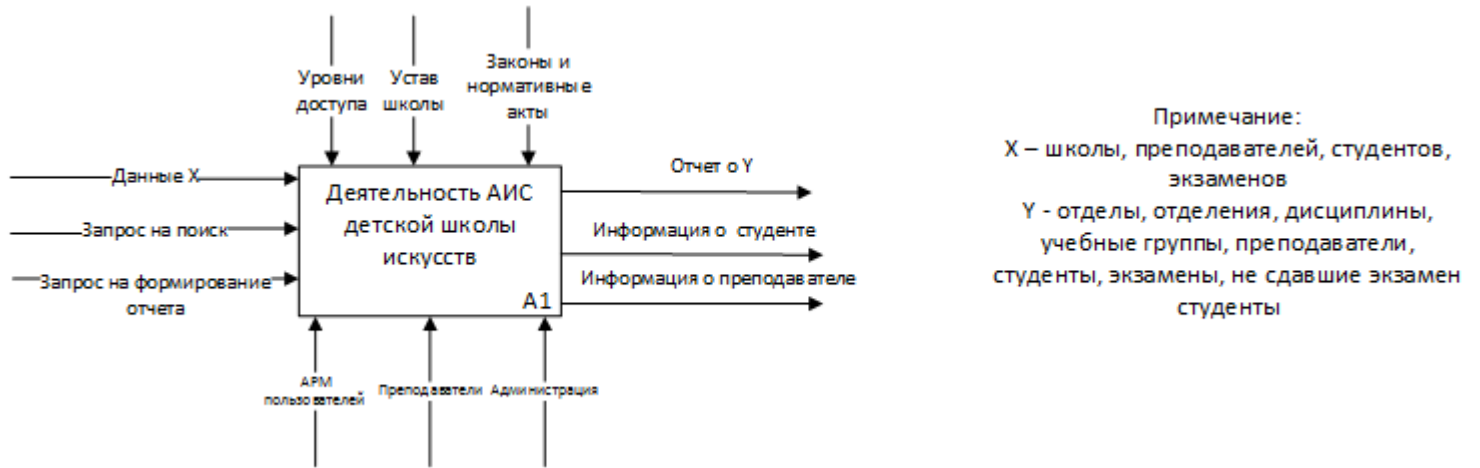 Уровни
доступа
Устав
школы
Законы и
нормативные
акты
Данные X
Запрос на поиск
Запрос на формирование
отчета
Деятельность АИС
детской школы
искусств
А1
Отчет о Y
Информация о студенте
Информация о преподавателе
АРМ
пользователей
Преподаватели
Администрация
Примечание:
X – школы, преподавателей, студентов,
экзаменов
Y - отделы, отделения, дисциплины,
учебные группы, преподаватели,
студенты, экзамены, не сдавшие экзамен
студенты